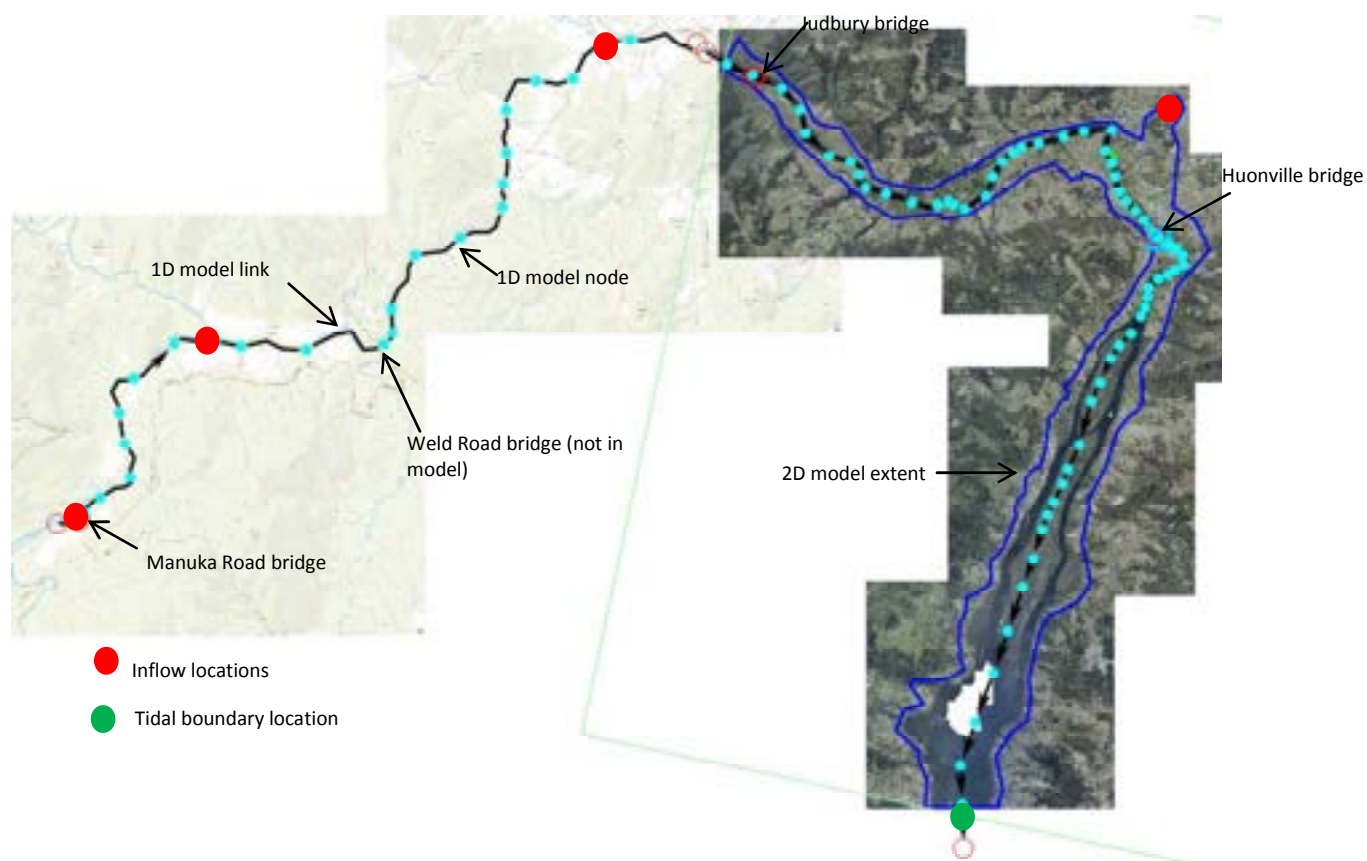 Judbury bridge
Huonville bridge
1D model link
1D model node
Weld Road bridge (not in
model)
2D model extent
Manuka Road bridge
Inflow locations
Tidal boundary location